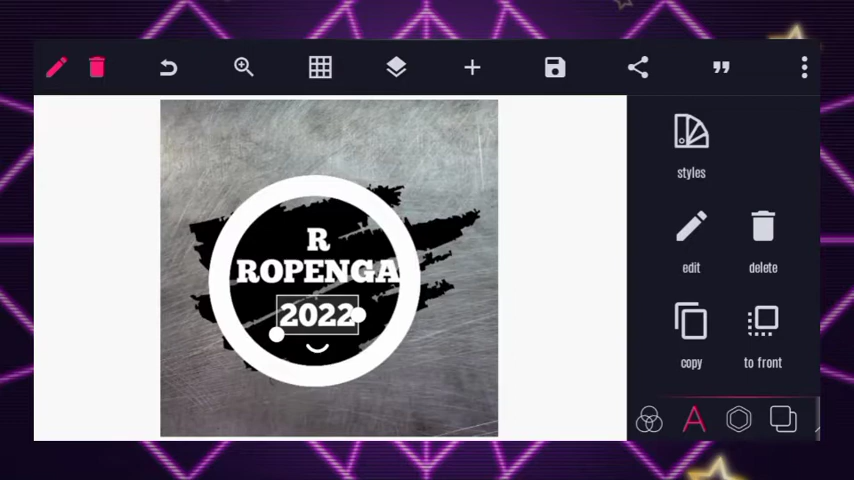 styles
edit
delete
copy
to front
A
R
ROPENGA
2022